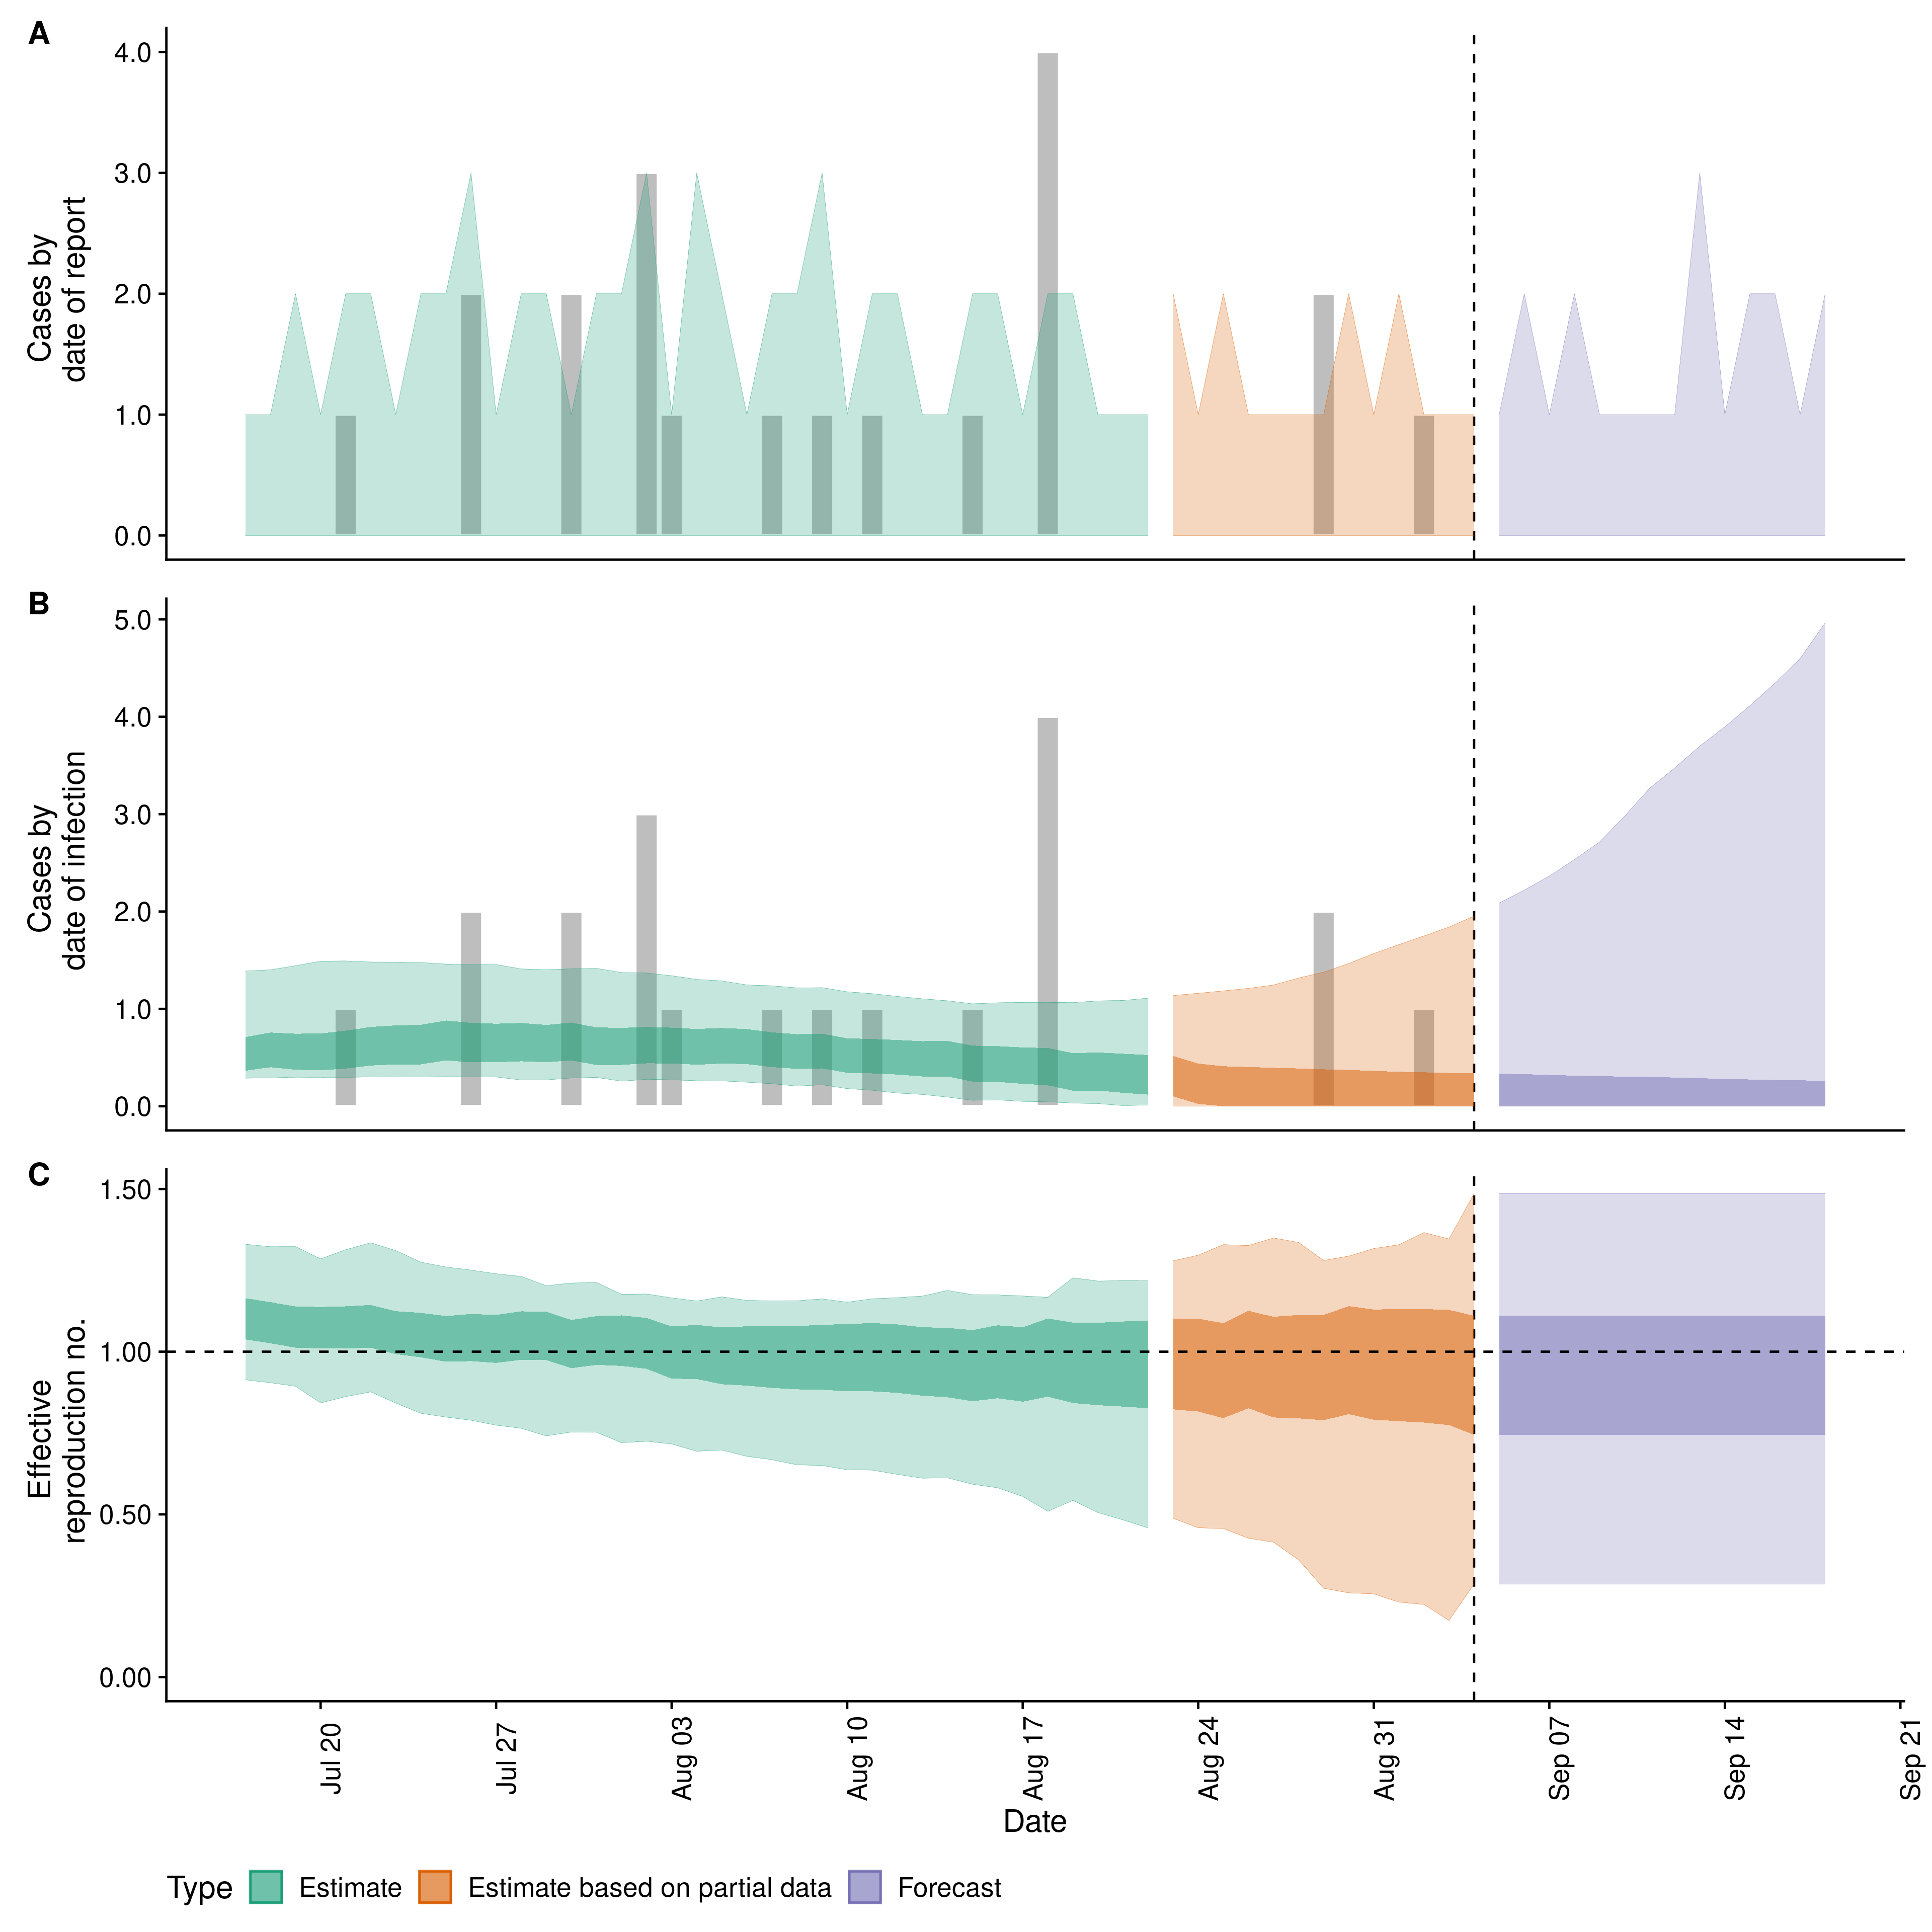 A
4.0
3.0
2.0
1.0
0.0
Cases by
date of report
B
5.0
4.0
3.0
2.0
1.0
0.0
Cases by
date of infection
C
1.50
1.00
0.50
0.00
Effective
reproduction no.
Jul 20
Jul 27
Aug 03
Aug 10
Aug 17
Aug 24
Aug 31
Sep 07
Sep 14
Sep 21
Date
Type Estimate Estimate based on partial data Forecast